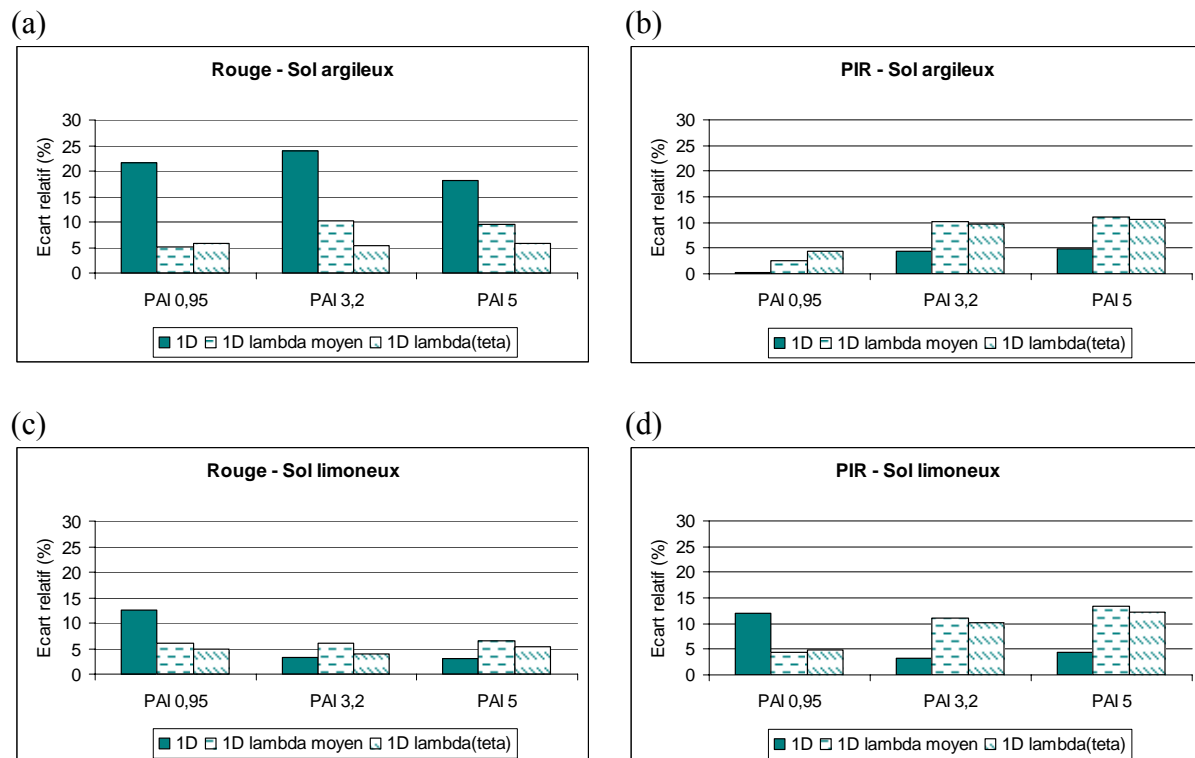 (a)
Rouge - Sol argileux
Ecart relatif (%)
30
25
20
15
10
5
0
PAI 0,95 PAI 3,2 PAI 5
1D 1D lambda moyen 1D lambda(teta)
(b)
PIR - Sol argileux
Ecart relatif (%)
30
25
20
15
10
5
0
PAI 0,95 PAI 3,2 PAI 5
1D 1D lambda moyen 1D lambda(teta)
(c)
Rouge - Sol limoneux
Ecart relatif (%)
30
25
20
15
10
5
0
PAI 0,95 PAI 3,2 PAI 5
1D 1D lambda moyen 1D lambda(teta)
(d)
PIR - Sol limoneux
Ecart relatif (%)
30
25
20
15
10
5
0
PAI 0,95 PAI 3,2 PAI 5
1D 1D lambda moyen 1D lambda(teta)